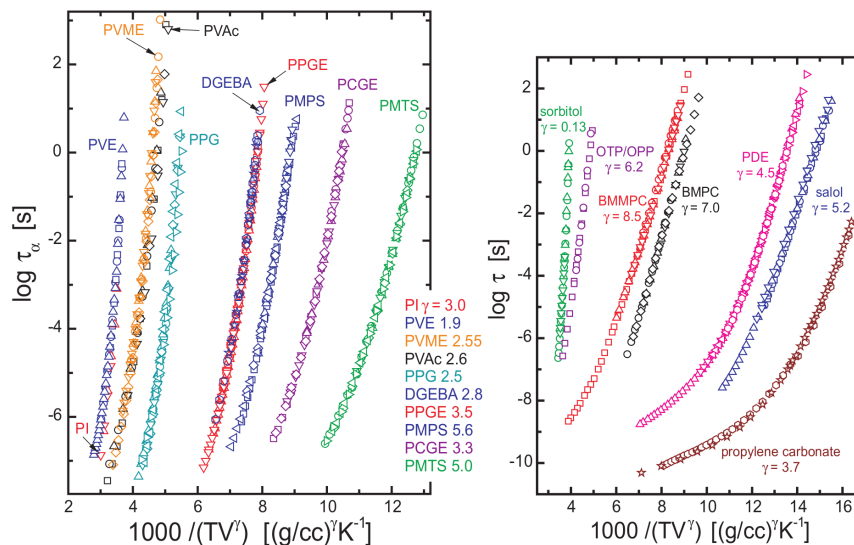 PVME
PVAc
PPGE
DGEBA
PMPS
PCGE
PMTS
PVE
PPG
PI
PI γ = 3.0
PVE 1.9
PVME 2.55
PVAc 2.6
PPG 2.5
DGEBA 2.8
PPGE 3.5
PMPS 5.6
PCGE 3.3
PMTS 5.0
2
0
-2
-4
-6
log τα [s]
2 4 6 8 10 12
1000 /(TV^γ) [(g/cc)^γK^-1]
sorbitol
γ = 0.13
OTP/OPP
γ = 6.2
BMMPC
γ = 8.5
BMPC
γ = 7.0
PDE
γ = 4.5
salol
γ = 5.2
propylene carbonate
γ = 3.7
2
0
-2
-4
-6
-8
-10
log τ [s]
4 6 8 10 12 14 16
1000 /(TV^γ) [(g/cc)^γK^-1]